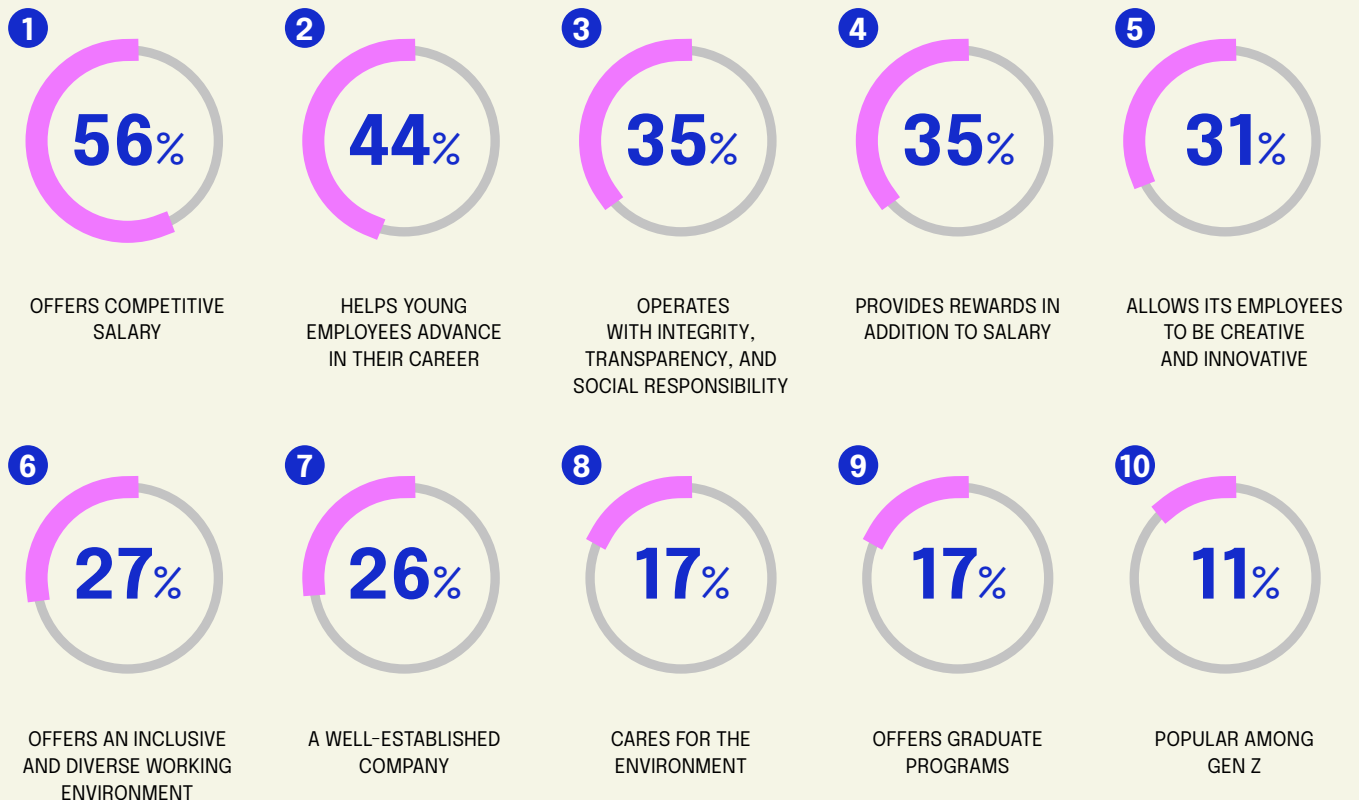 1
56%
OFFERS COMPETITIVE
SALARY
2
44%
HELPS YOUNG
EMPLOYEES ADVANCE
IN THEIR CAREER
3
35%
OPERATES
WITH INTEGRITY,
TRANSPARENCY, AND
SOCIAL RESPONSIBILITY
4
35%
PROVIDES REWARDS IN
ADDITION TO SALARY
5
31%
ALLOWS ITS EMPLOYEES
TO BE CREATIVE
AND INNOVATIVE
6
27%
OFFERS AN INCLUSIVE
AND DIVERSE WORKING
ENVIRONMENT
7
26%
A WELL-ESTABLISHED
COMPANY
8
17%
CARES FOR THE
ENVIRONMENT
9
17%
OFFERS GRADUATE
PROGRAMS
10
11%
POPULAR AMONG
GEN Z